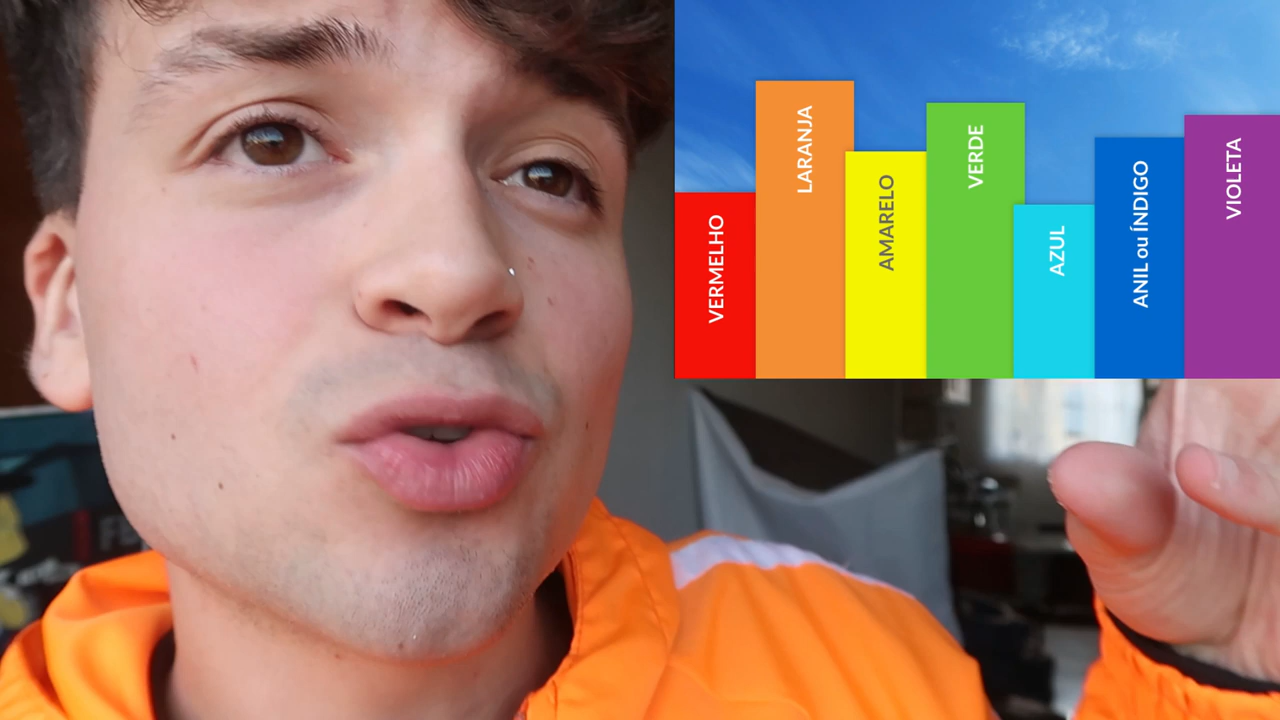 VERMELHO
LARANJA
AMARELO
VERDE
AZUL
ANIL ou ÍNDIGO
VIOLETA